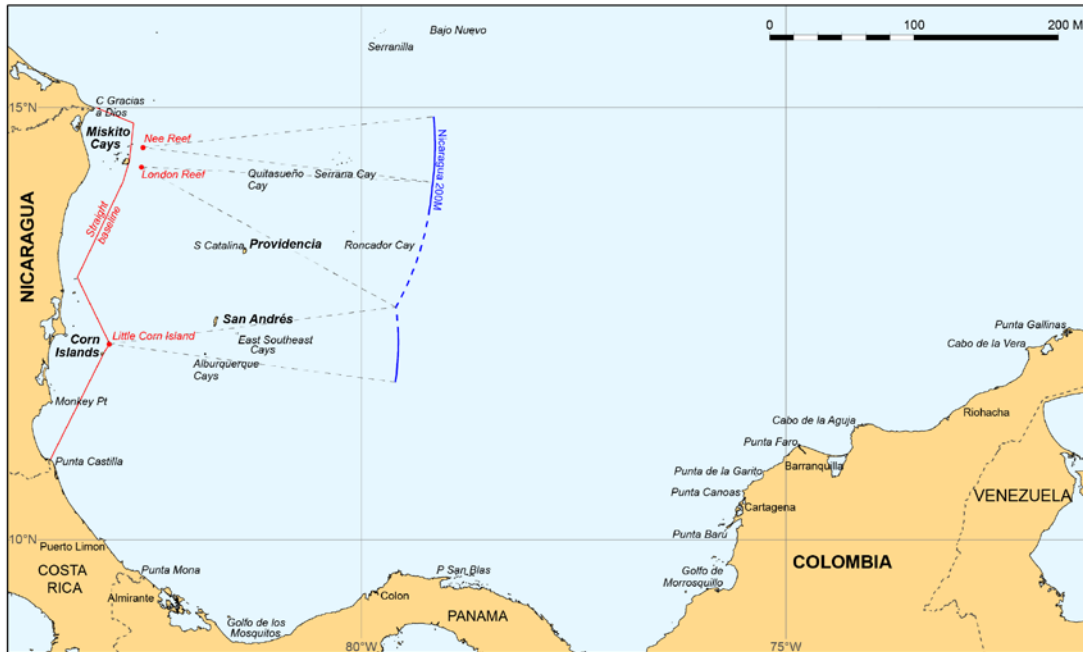 Bajo Nuevo
Serranilla
0
100
200 M
15°N
C Gracias
a Dios
Miskito
Cays
Nee Reef
London Reef
Quitasueño
Cay
Serrana Cay
Nicaragua 200M
NICARAGUA
Straight
baseline
S Catalina
Providencia
Roncador Cay
San Andrés
Little Corn Island
East Southeast
Cays
Corn
Islands
Alburquerque
Cays
Monkey Pt
Punta Castilla
Punta Gallinas
Cabo de la Vera
Riohacha
Cabo de la Aguja
Punta Faro
Barranquilla
Punta de la Garito
Punta Canoas
Cartagena
VENEZUELA
Punta Barú
10°N
Puerto Limon
COSTA
RICA
Punta Mona
Almirante
Golfo de los
Mosquitos
P San Blas
Colon
PANAMA
Golfo de
Morrosquillo
COLOMBIA
80°W
75°W